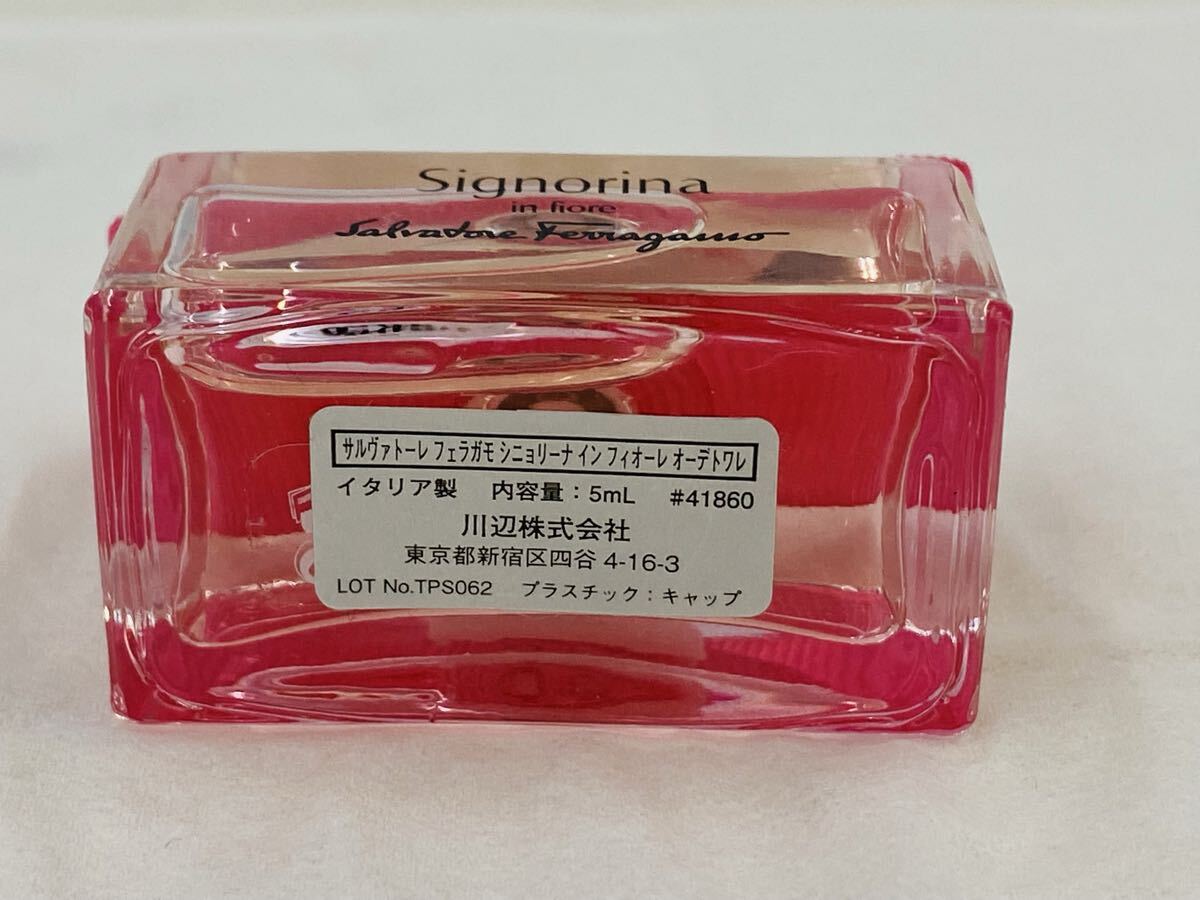 Signorina
in fiore
Salvatore Ferragamo
サルヴァトーレ フェラガモ シニョリーナ イン フィオーレ オーデトワレ
イタリア製 内容量：5mL #41860
川辺株式会社
東京都新宿区四谷 4-16-3
LOT No.TPS062 プラスチック：キャップ